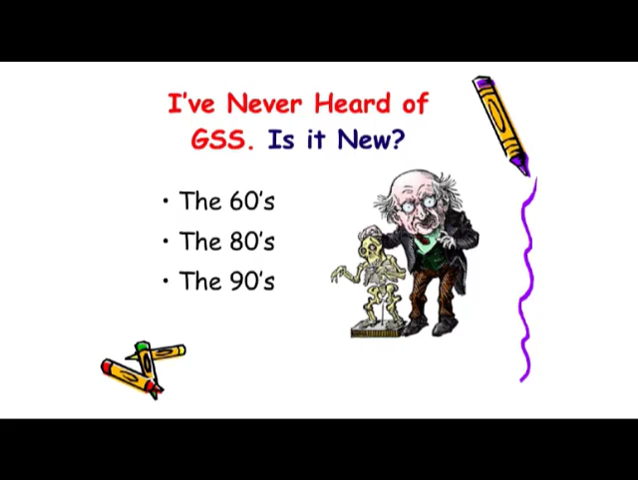 I've Never Heard of
GSS. Is it New?
• The 60's
• The 80's
• The 90's